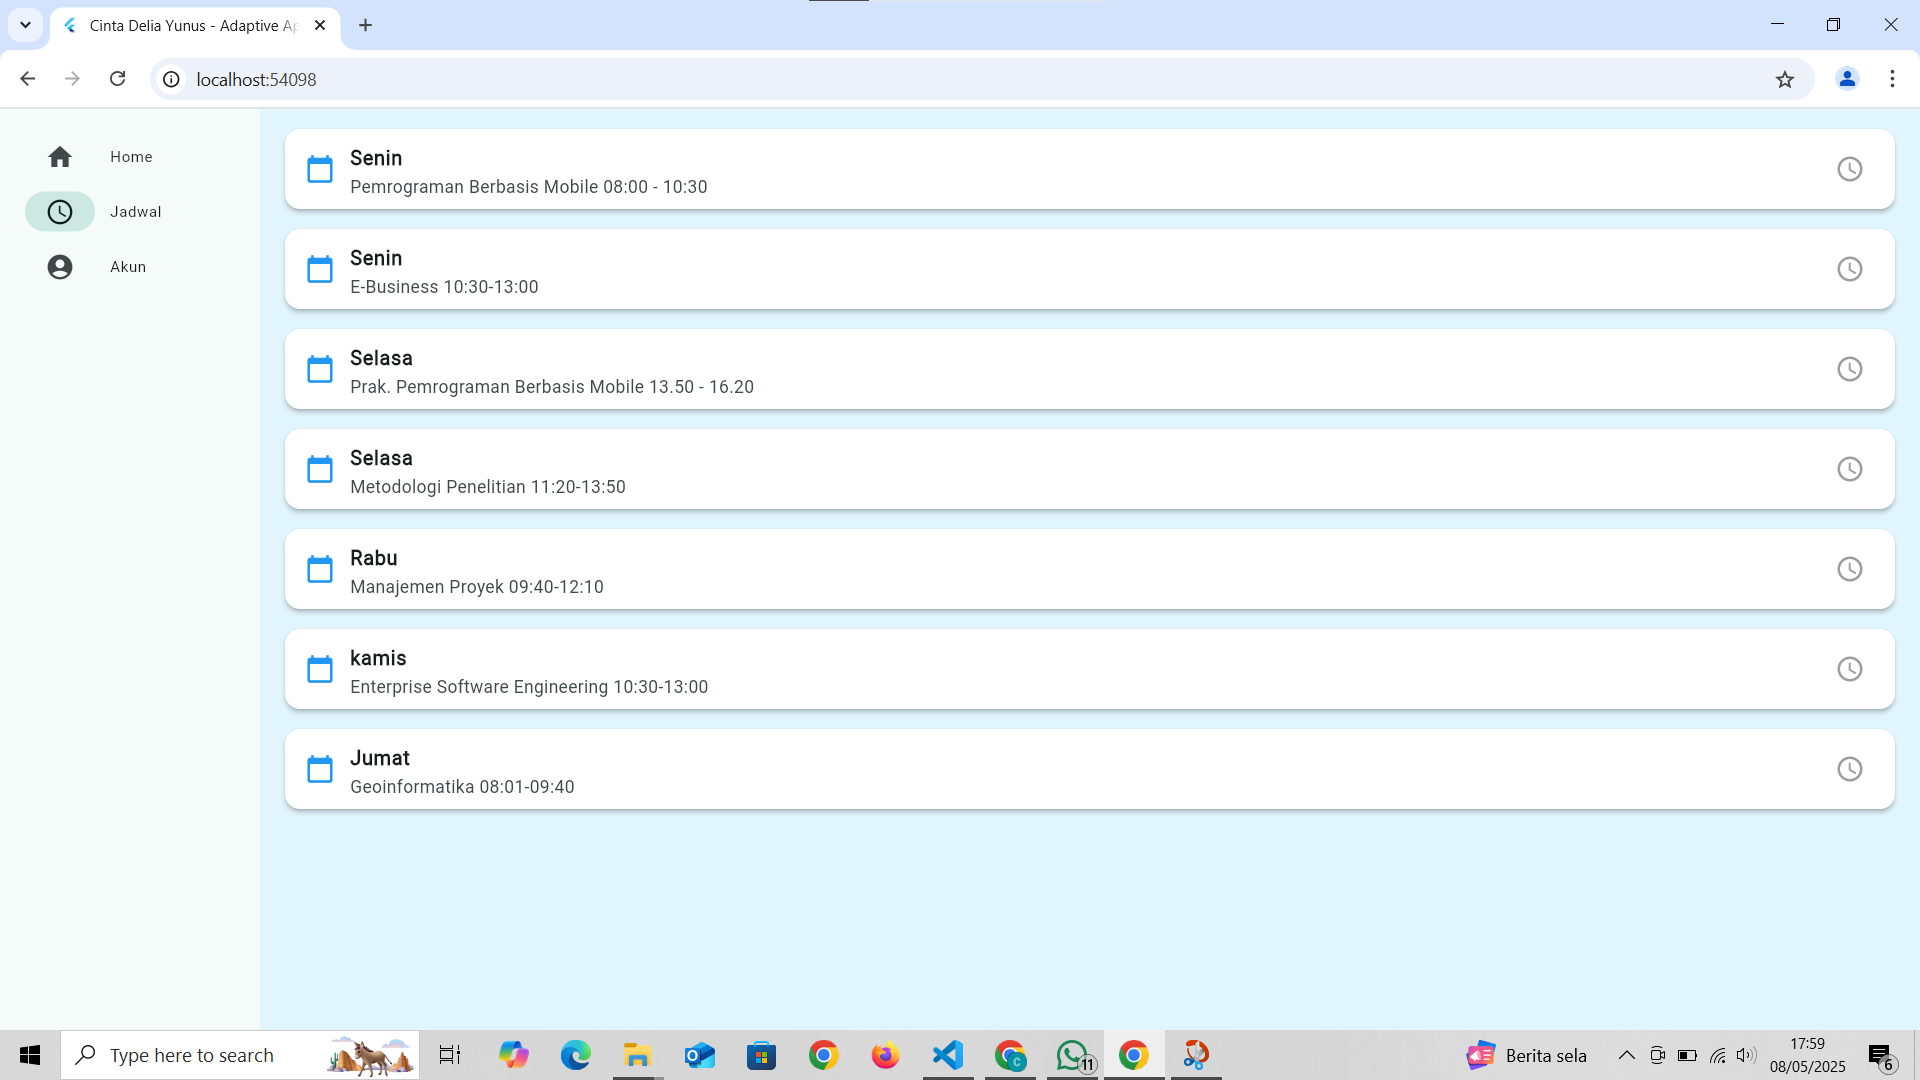 Cinta Delia Yunus - Adaptive Ap
localhost:54098
Home
Jadwal
Akun
Senin
Pemrograman Berbasis Mobile 08:00 - 10:30
Senin
E-Business 10:30-13:00
Selasa
Prak. Pemrograman Berbasis Mobile 13.50 - 16.20
Selasa
Metodologi Penelitian 11:20-13:50
Rabu
Manajemen Proyek 09:40-12:10
kamis
Enterprise Software Engineering 10:30-13:00
Jumat
Geoinformatika 08:01-09:40
Type here to search
C
11
Berita sela
17:59
08/05/2025
6